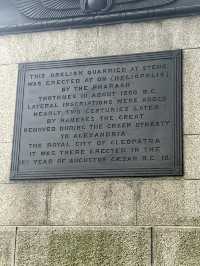 THIS OBELISK QUARRIED AT SYENE
WAS ERECTED AT ON (HELIOPOLIS)
BY THE PHARAOH
THOTHMES III ABOUT 1500 B.C.
LATERAL INSCRIPTIONS WERE ADDED
NEARLY TWO CENTURIES LATER
BY RAMESES THE GREAT
REMOVED DURING THE GREEK DYNASTY
TO ALEXANDRIA
THE ROYAL CITY OF CLEOPATRA
IT WAS THERE ERECTED IN THE
YEAR OF AUGUSTUS CAESAR B.C. 12